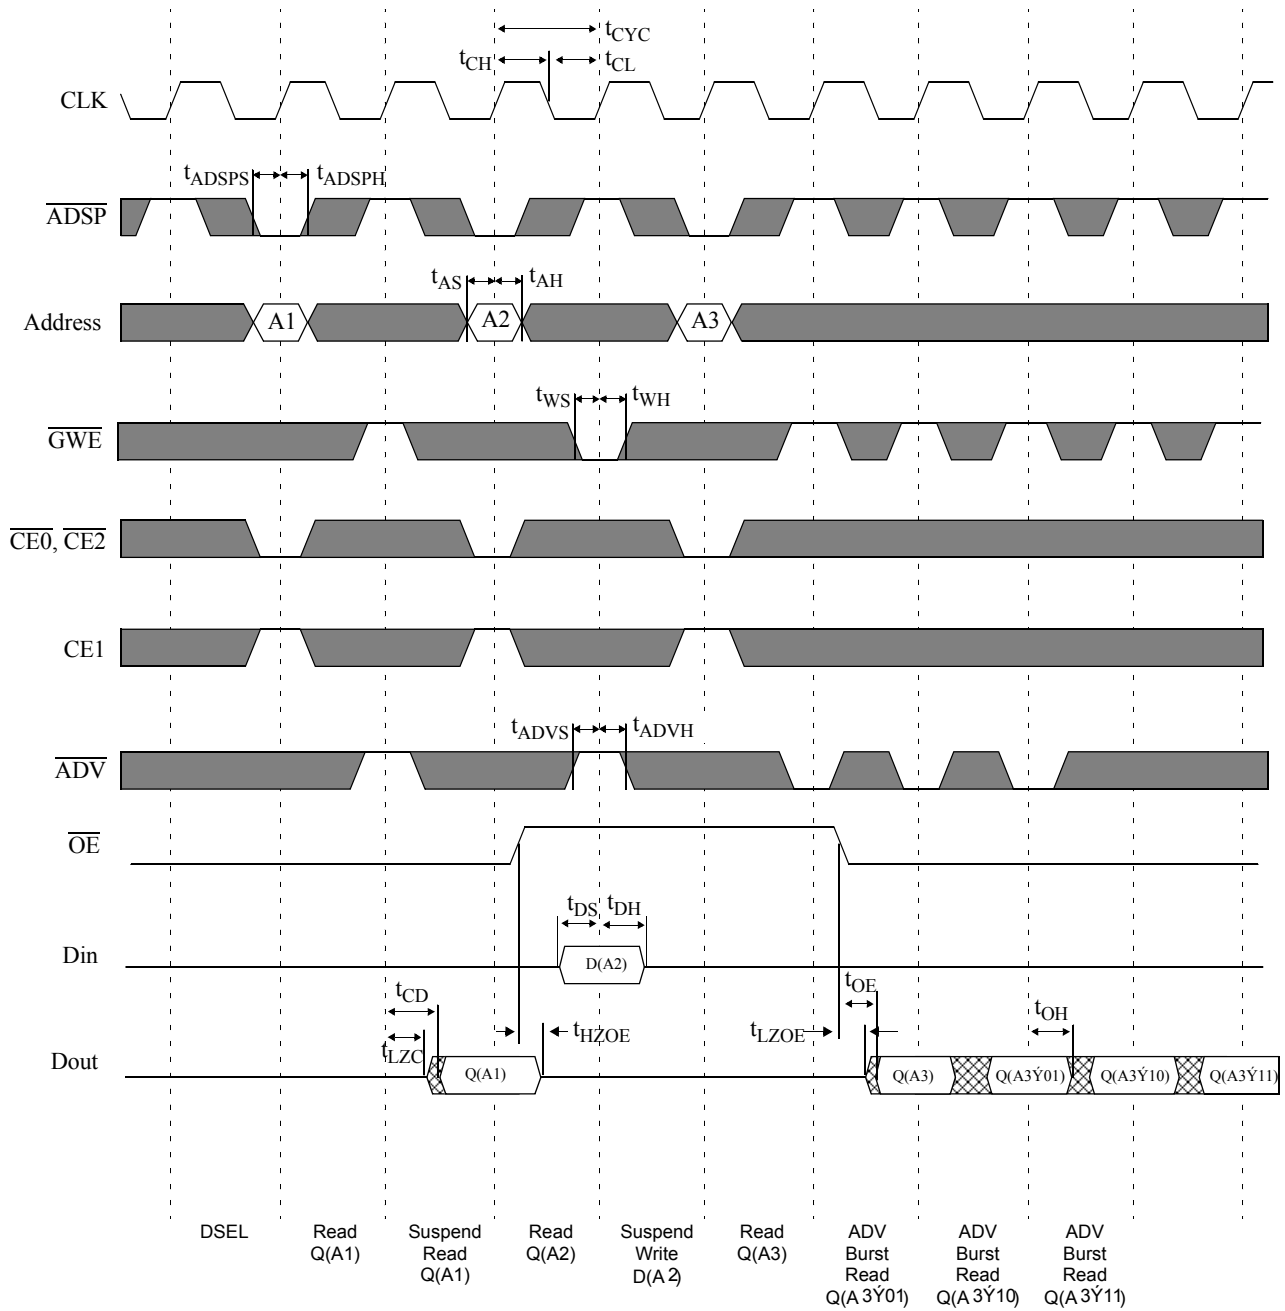 tCYC
tCH tCL
CLK
tADSPS tADSPH
ADSP
tAS tAH
Address A1 A2 A3
tWS tWH
GWE
CE0, CE2
CE1
tADVS tADVH
ADV
OE
tDS tDH
Din D(A2)
tCD tOE
tLZC tHZOE tLZOE tOH
Dout Q(A1) Q(A3) Q(A3Ý01) Q(A3Ý10) Q(A3Ý11)
DSEL Read Suspend Read Suspend Read ADV ADV ADV
Q(A1) Read Q(A2) Write Q(A3) Burst Burst Burst
Q(A1) D(A2) Read Read Read
Q(A3Ý01) Q(A3Ý10) Q(A3Ý11)